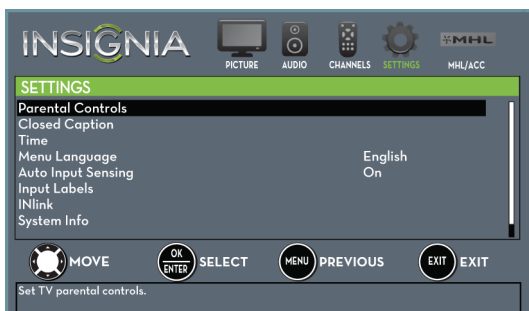 INSIGNIA
PICTURE AUDIO CHANNELS SETTINGS MHL MHL/ACC
SETTINGS
Parental Controls
Closed Caption
Time
Menu Language English
Auto Input Sensing On
Input Labels
INlink
System Info
MOVE OK ENTER SELECT MENU PREVIOUS EXIT EXIT
Set TV parental controls.